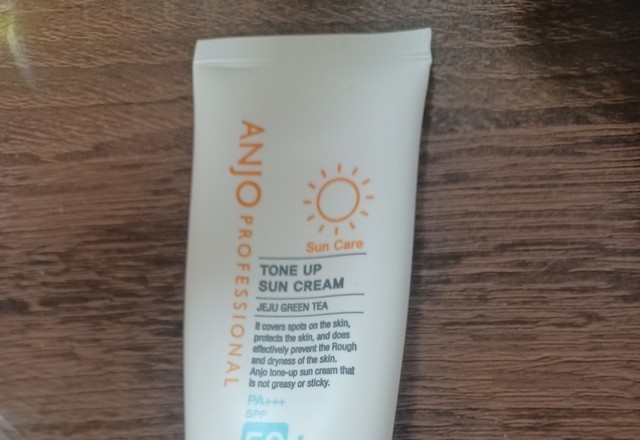 ANJO PROFESSIONAL
Sun Care
TONE UP
SUN CREAM
JEJU GREEN TEA
It covers spots on the skin,
protects the skin, and does
effectively prevent the Rough
and dryness of the skin.
Anjo tone-up sun cream that
is not greasy or sticky.
PA+++
SPF
50+